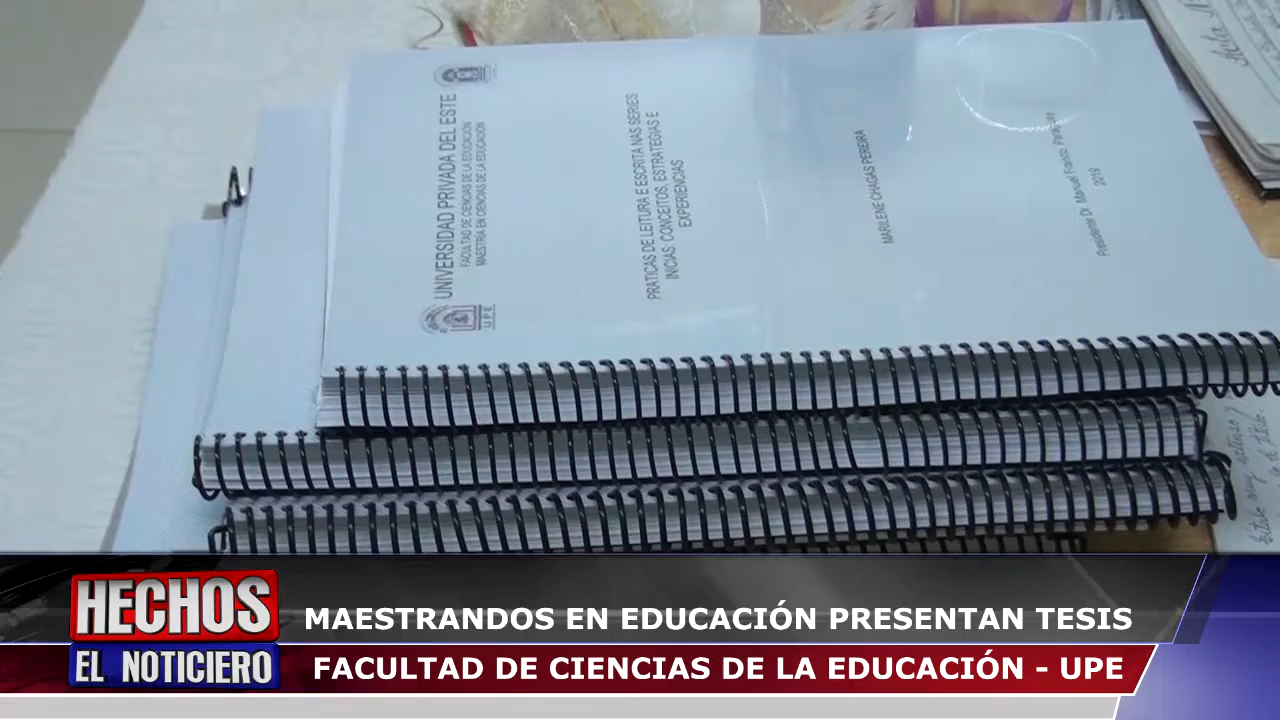 UNIVERSIDAD PRIVADA DEL ESTE
FACULTAD DE CIENCIAS DE LA EDUCACION
MAESTRÍA EN CIENCIAS DE LA EDUCACIÓN
U.P.E
PRATICAS DE LEITURA E ESCRITA NAS SERIES
INICIAS: CONCEITOS, ESTRATEGIAS E
EXPERIENCIAS
MARILENE CHAGAS PEREIRA
Presidente Dr. Manuel Franco, Paraguay
2019
HECHOS
EL NOTICIERO
MAESTRANDOS EN EDUCACIÓN PRESENTAN TESIS
FACULTAD DE CIENCIAS DE LA EDUCACIÓN - UPE